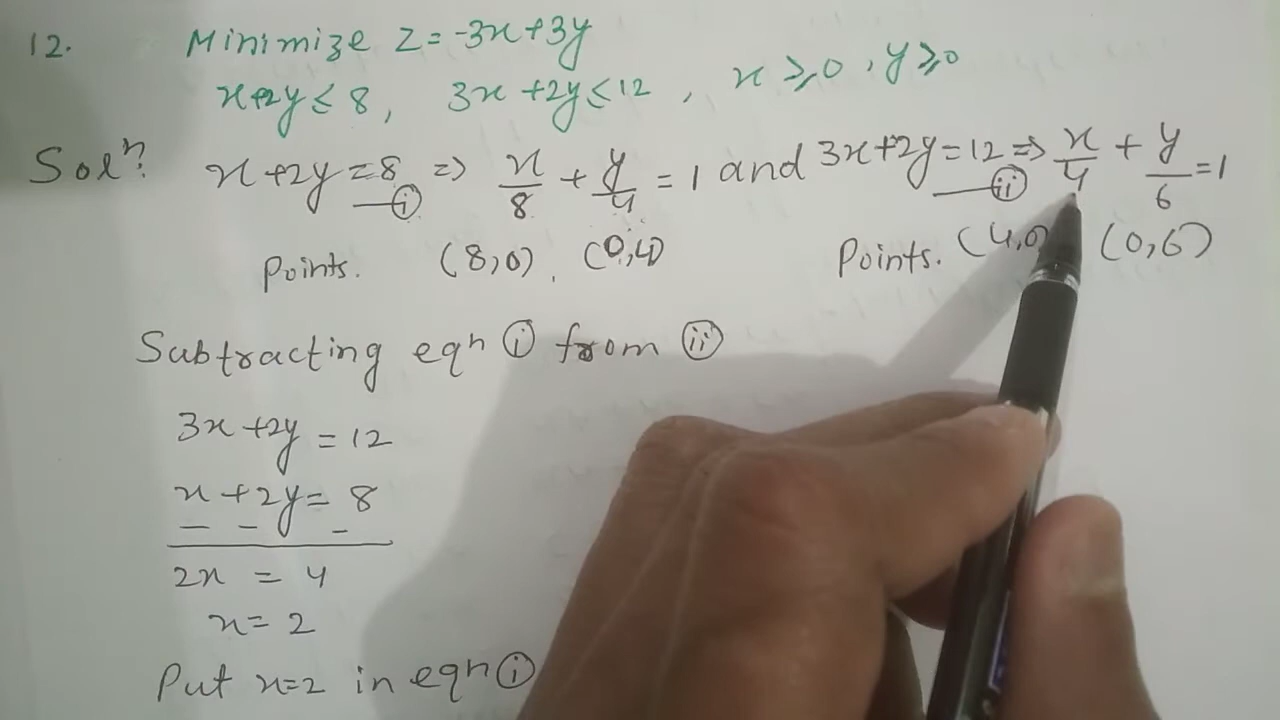 12. Minimize Z = -3x+3y
x+2y ≤ 8, 3x+2y ≤ 12, x ≥ 0, y ≥ 0
Solⁿ: x+2y=8 —(i) => x/8 + y/4 = 1 and 3x+2y=12 —(ii) => x/4 + y/6 = 1
Points. (8,0), (0,4) Points. (4,0) (0,6)
Subtracting eqn (i) from (ii)
3x+2y = 12
x+2y = 8
— — -
2x = 4
x = 2
Put x=2 in eqn (i)